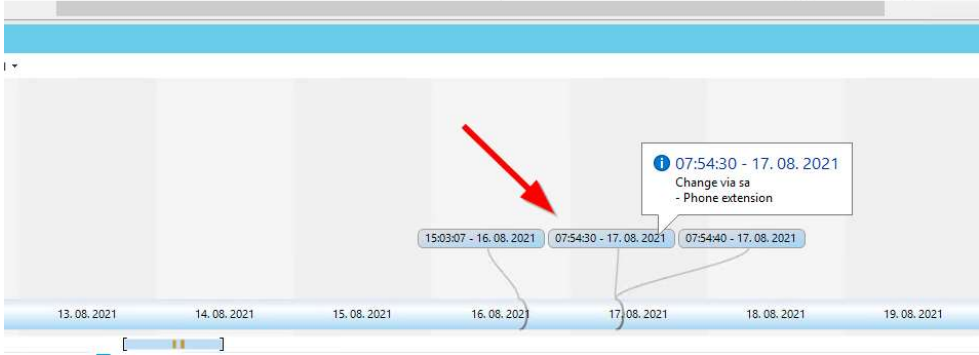 07:54:30 - 17. 08. 2021
Change via sa
- Phone extension
15:03:07 - 16. 08. 2021
07:54:30 - 17. 08. 2021
07:54:40 - 17. 08. 2021
13. 08. 2021
14. 08. 2021
15. 08. 2021
16. 08. 2021
17. 08. 2021
18. 08. 2021
19. 08. 2021